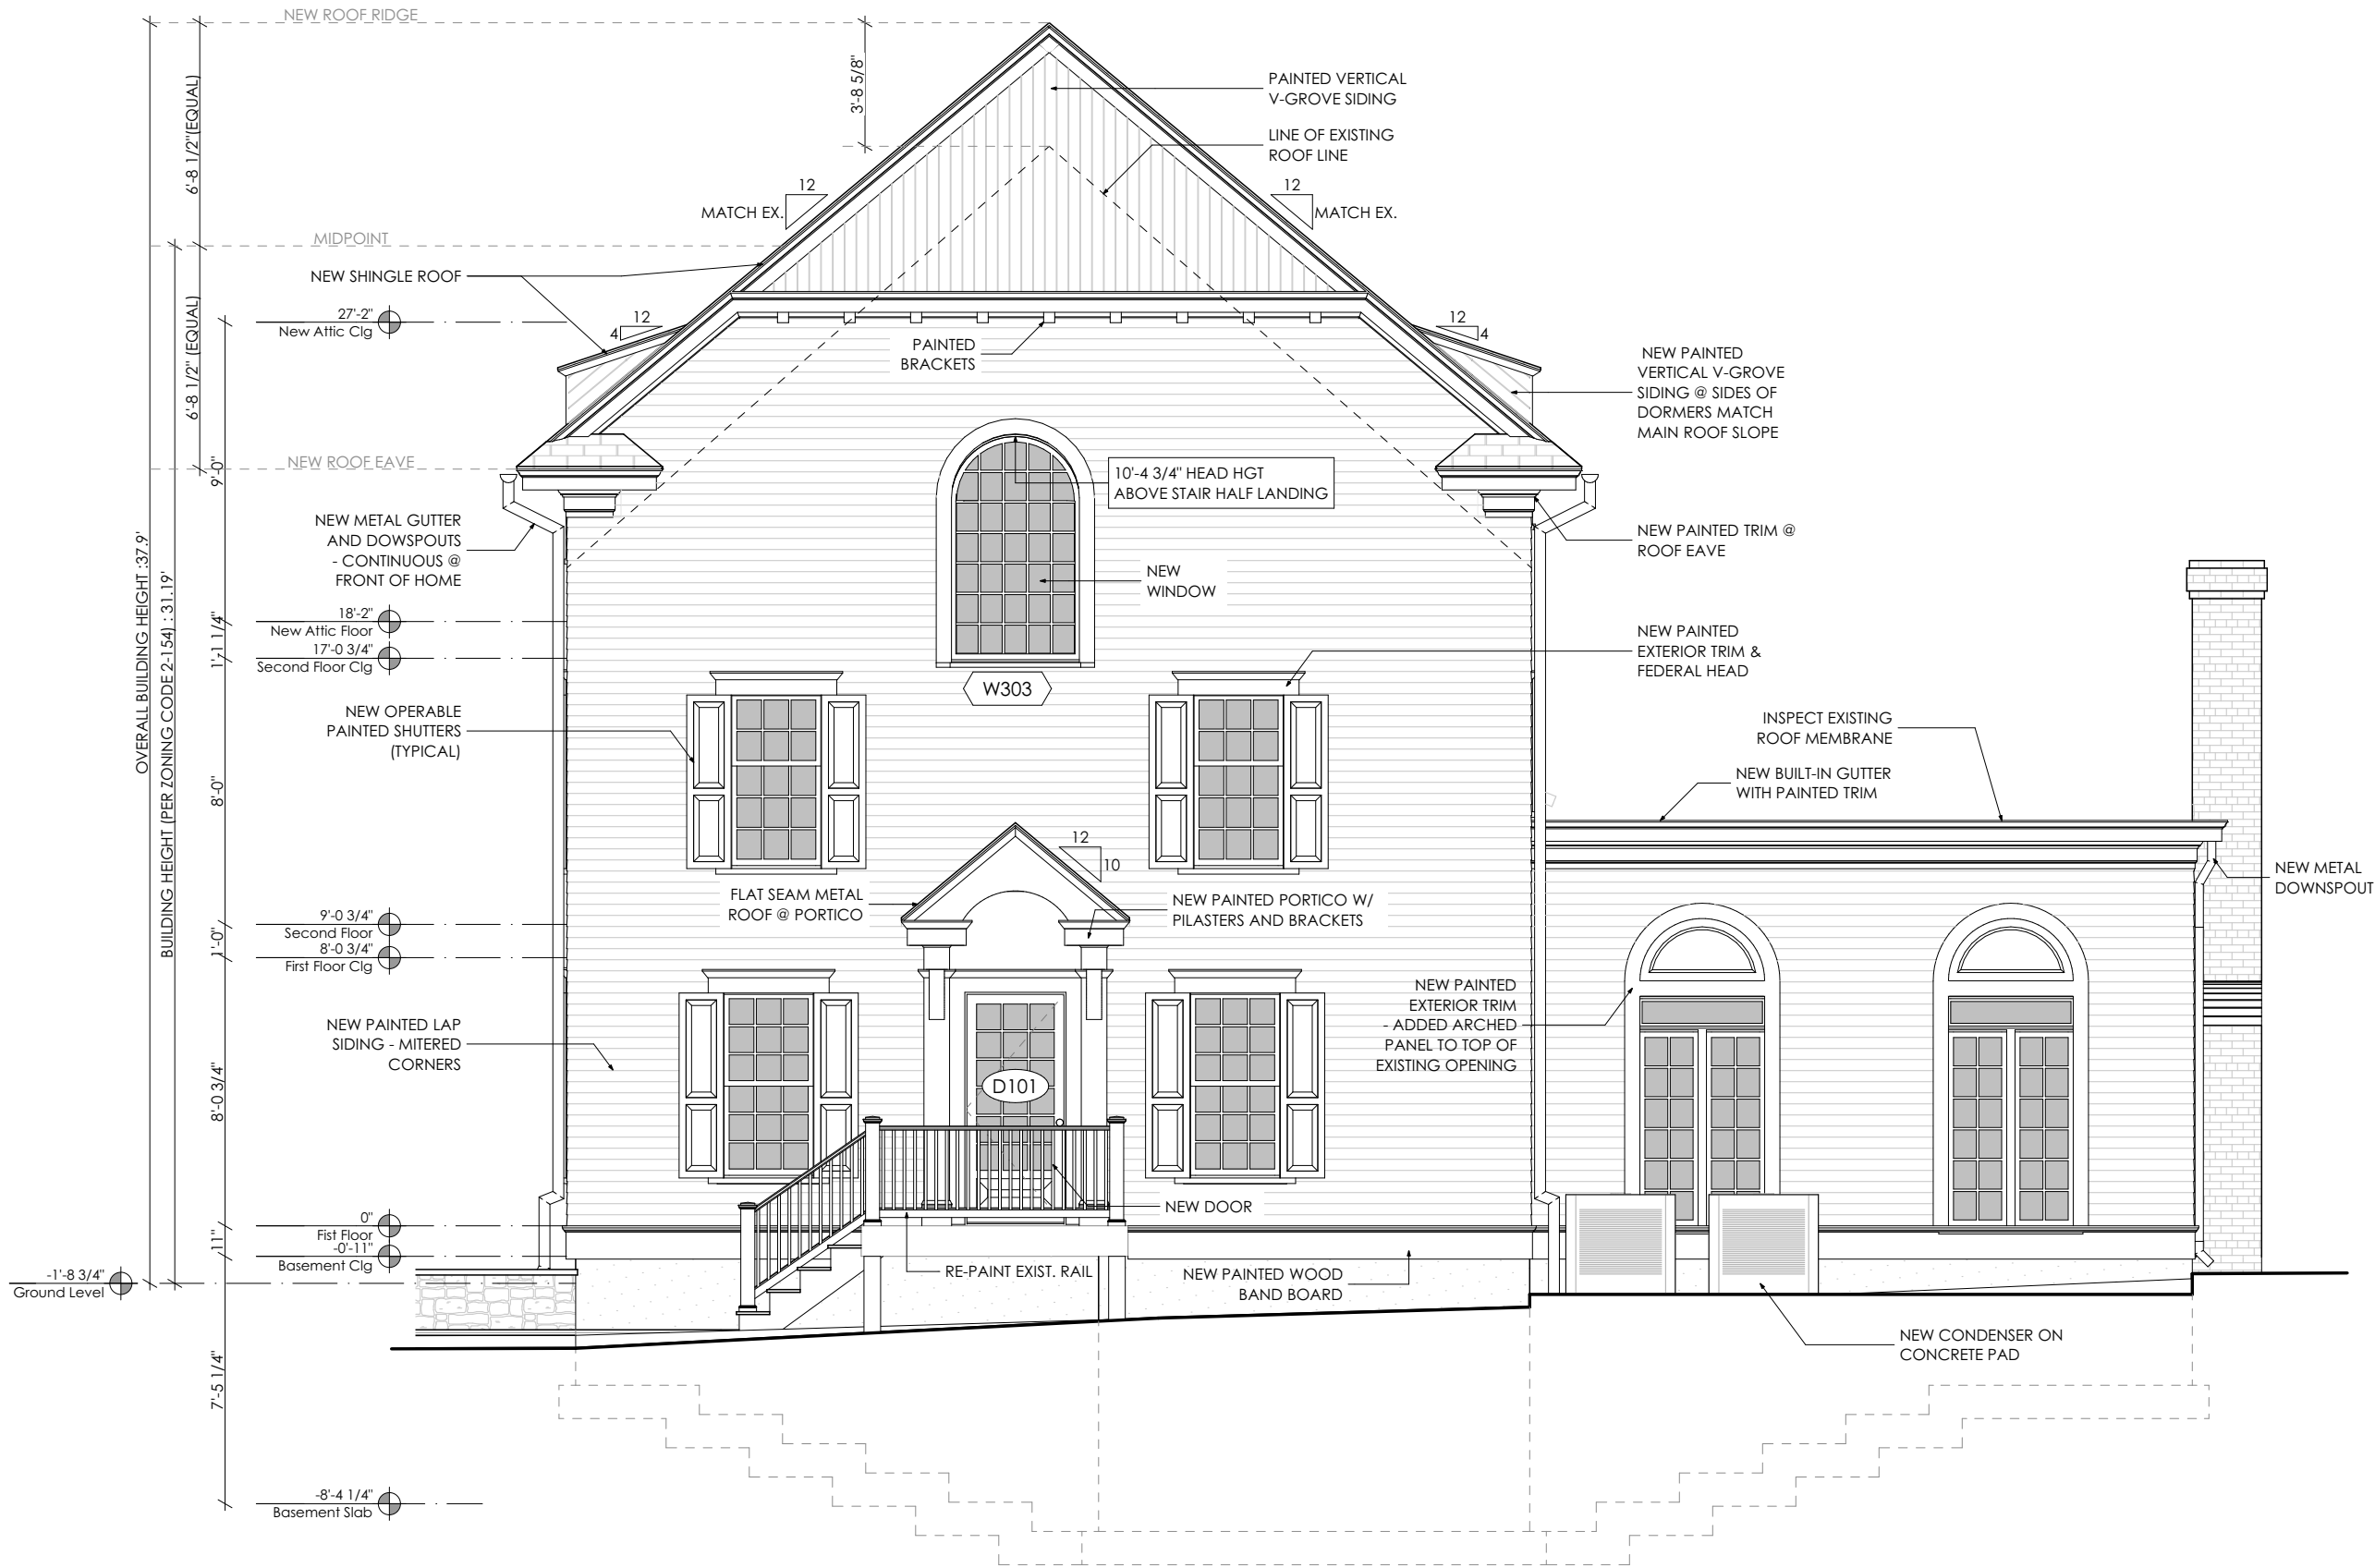 NEW ROOF RIDGE
6'-8 1/2"(EQUAL)
3'-8 5/8"
PAINTED VERTICAL
V-GROVE SIDING
LINE OF EXISTING
ROOF LINE
12
MATCH EX.
12
MATCH EX.
MIDPOINT
NEW SHINGLE ROOF
27'-2"
New Attic Clg
12
4
12
4
PAINTED
BRACKETS
6'-8 1/2" (EQUAL)
NEW PAINTED
VERTICAL V-GROVE
SIDING @ SIDES OF
DORMERS MATCH
MAIN ROOF SLOPE
NEW ROOF EAVE
9'-0"
10'-4 3/4" HEAD HGT
ABOVE STAIR HALF LANDING
NEW METAL GUTTER
AND DOWSPOUTS
- CONTINUOUS @
FRONT OF HOME
NEW PAINTED TRIM @
ROOF EAVE
OVERALL BUILDING HEIGHT :37.9'
BUILDING HEIGHT (PER ZONING CODE 2-154) : 31.19'
NEW
WINDOW
18'-2"
New Attic Floor
1'-1 1/4"
17'-0 3/4"
Second Floor Clg
NEW PAINTED
EXTERIOR TRIM &
FEDERAL HEAD
W303
NEW OPERABLE
PAINTED SHUTTERS
(TYPICAL)
INSPECT EXISTING
ROOF MEMBRANE
NEW BUILT-IN GUTTER
WITH PAINTED TRIM
8'-0"
12
10
NEW METAL
DOWNSPOUT
FLAT SEAM METAL
ROOF @ PORTICO
NEW PAINTED PORTICO W/
PILASTERS AND BRACKETS
9'-0 3/4"
Second Floor
1'-0"
8'-0 3/4"
First Floor Clg
NEW PAINTED
EXTERIOR TRIM
- ADDED ARCHED
PANEL TO TOP OF
EXISTING OPENING
NEW PAINTED LAP
SIDING - MITERED
CORNERS
D101
8'-0 3/4"
NEW DOOR
0"
Fist Floor
11"
-0'-11"
Basement Clg
-1'-8 3/4"
Ground Level
RE-PAINT EXIST. RAIL
NEW PAINTED WOOD
BAND BOARD
NEW CONDENSER ON
CONCRETE PAD
7'-5 1/4"
-8'-4 1/4"
Basement Slab